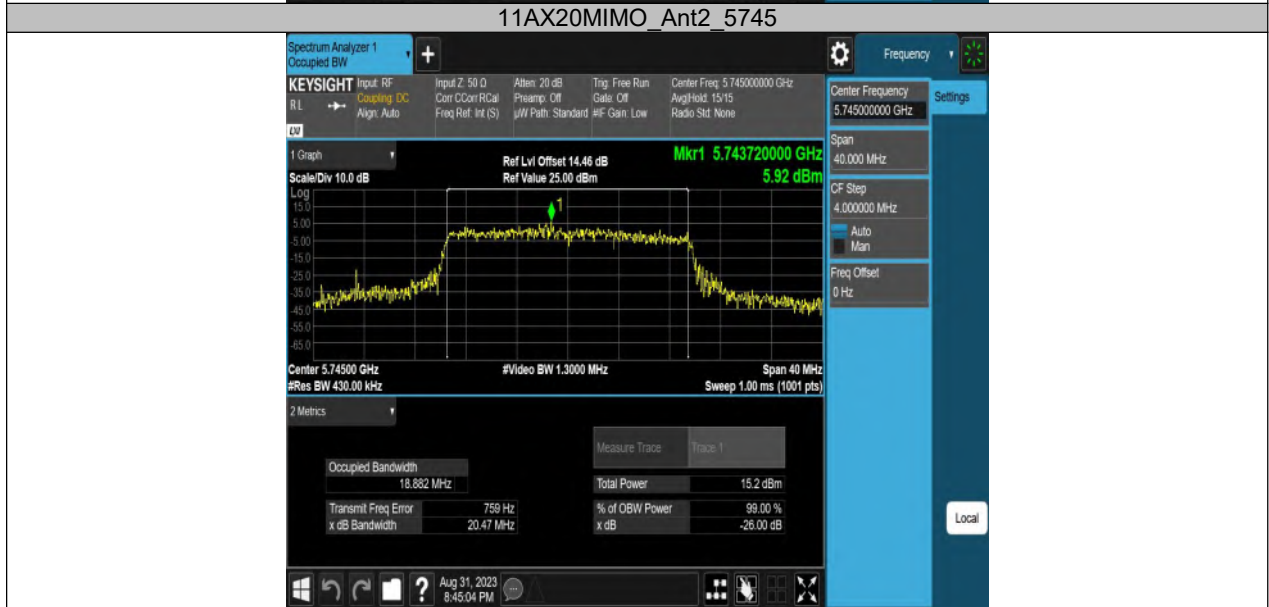 11AX20MIMO_Ant2_5745
Spectrum Analyzer 1
Occupied BW
+
Frequency
KEYSIGHT
RL
LXI
Input: RF
Coupling: DC
Align: Auto
Input Z: 50 Ω
Corr CCorr RCal
Freq Ref: Int (S)
Atten: 20 dB
Preamp: Off
µW Path: Standard
Trig: Free Run
Gate: Off
#IF Gain: Low
Center Freq: 5.745000000 GHz
Avg|Hold: 15/15
Radio Std: None
Center Frequency
5.745000000 GHz
Settings
Span
40.000 MHz
CF Step
4.000000 MHz
Auto
Man
Freq Offset
0 Hz
1 Graph
Scale/Div 10.0 dB
Ref Lvl Offset 14.46 dB
Ref Value 25.00 dBm
Mkr1 5.743720000 GHz
5.92 dBm
Log
15.0
5.00
-5.00
-15.0
-25.0
-35.0
-45.0
-55.0
-65.0
1
Center 5.74500 GHz
#Video BW 1.3000 MHz
Span 40 MHz
#Res BW 430.00 kHz
Sweep 1.00 ms (1001 pts)
2 Metrics
Measure Trace Trace 1
Occupied Bandwidth
18.882 MHz
Total Power 15.2 dBm
Transmit Freq Error 759 Hz
% of OBW Power 99.00 %
x dB Bandwidth 20.47 MHz
x dB -26.00 dB
Local
?
Aug 31, 2023
8:45:04 PM